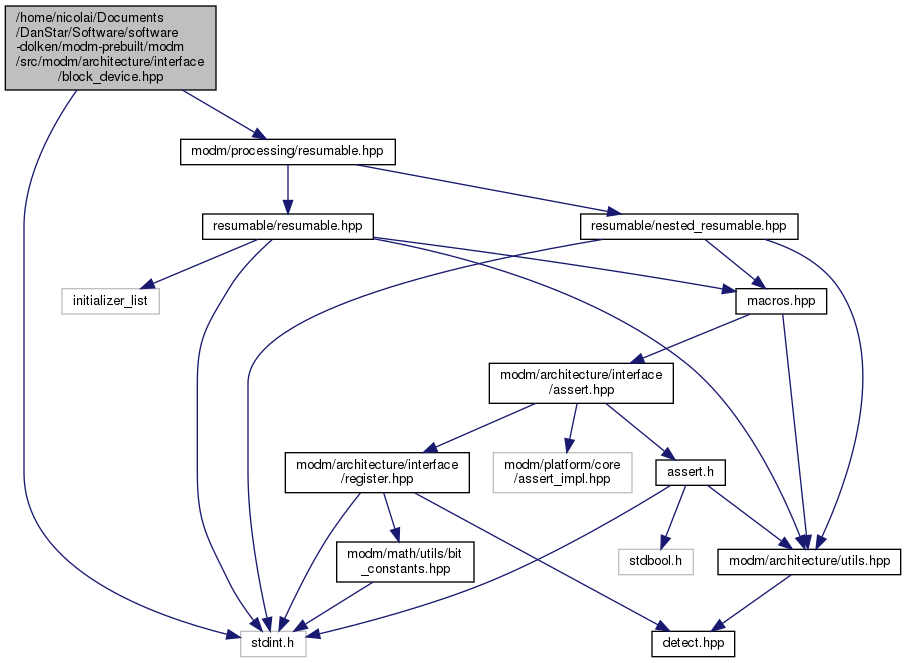 /home/nicolai/Documents
/DanStar/Software/software
-dolken/modm-prebuilt/modm
/src/modm/architecture/interface
/block_device.hpp
modm/processing/resumable.hpp
resumable/resumable.hpp
resumable/nested_resumable.hpp
initializer_list
macros.hpp
modm/architecture/interface
/assert.hpp
modm/architecture/interface
/register.hpp
modm/platform/core
/assert_impl.hpp
assert.h
modm/math/utils/bit
_constants.hpp
stdbool.h
modm/architecture/utils.hpp
stdint.h
detect.hpp